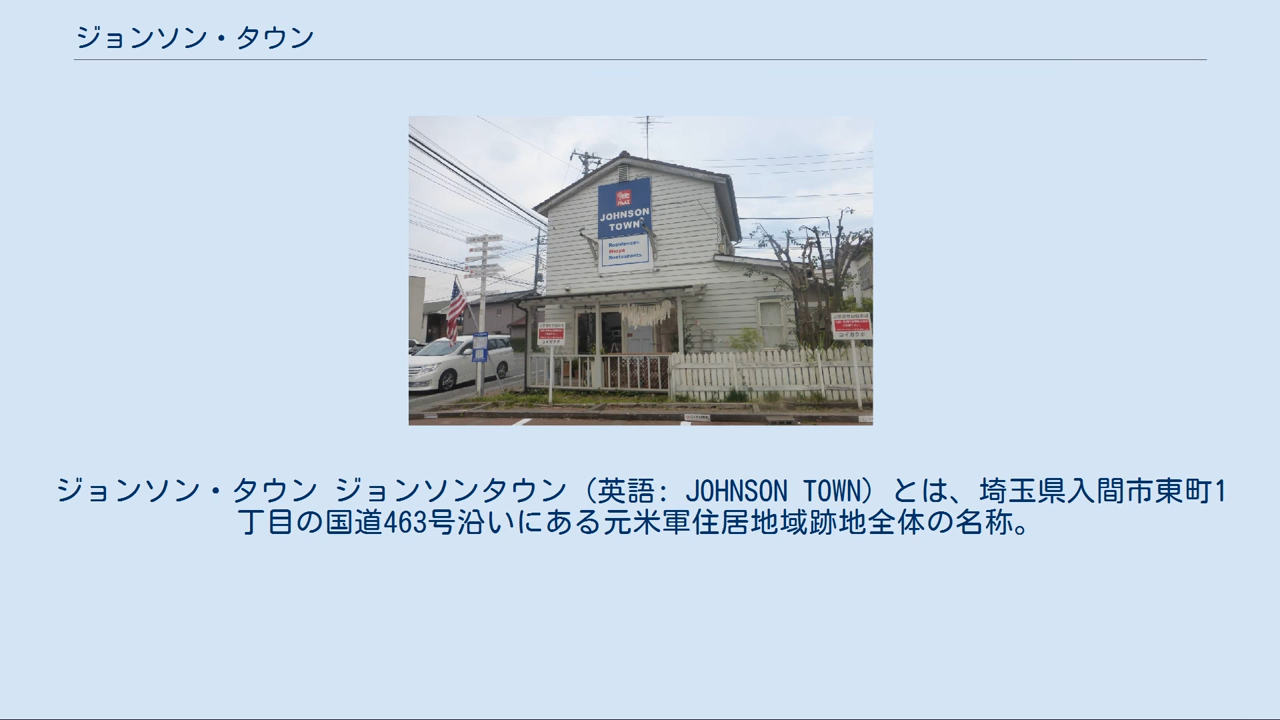 ジョンソン・タウン
JOHNSON
TOWN
Residences
Shops
Restaurants
ジョンソン・タウン ジョンソンタウン（英語: JOHNSON TOWN）とは、埼玉県入間市東町1
丁目の国道463号沿いにある元米軍住居地域跡地全体の名称。